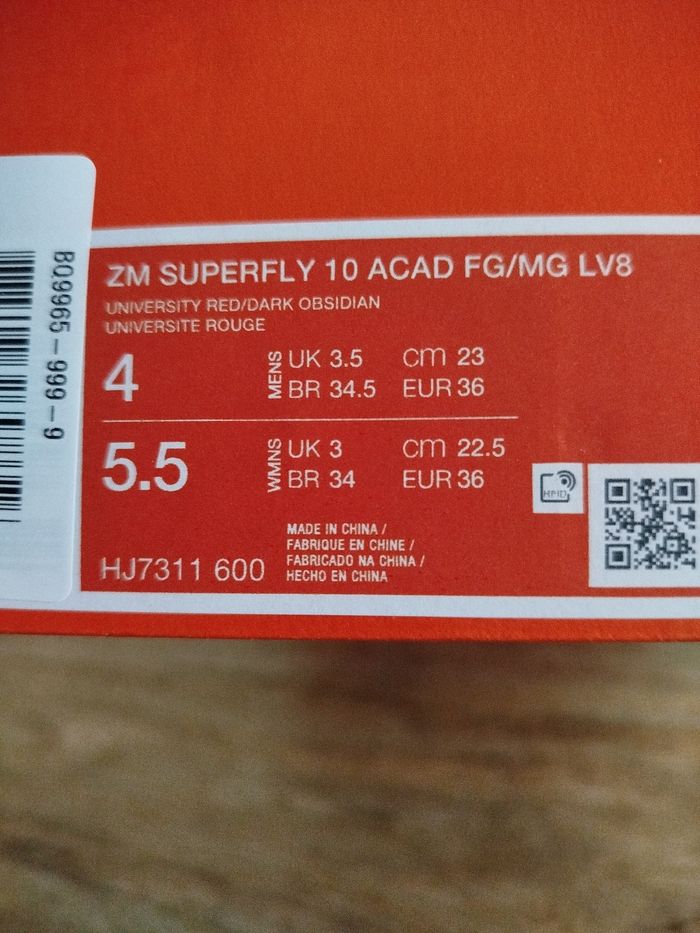 BQ9965-999-9
ZM SUPERFLY 10 ACAD FG/MG LV8
UNIVERSITY RED/DARK OBSIDIAN
UNIVERSITE ROUGE
4 MENS UK 3.5 cm 23
BR 34.5 EUR 36
5.5 WMNS UK 3 cm 22.5
BR 34 EUR 36
HPID
MADE IN CHINA /
FABRIQUE EN CHINE /
FABRICADO NA CHINA /
HECHO EN CHINA
HJ7311 600